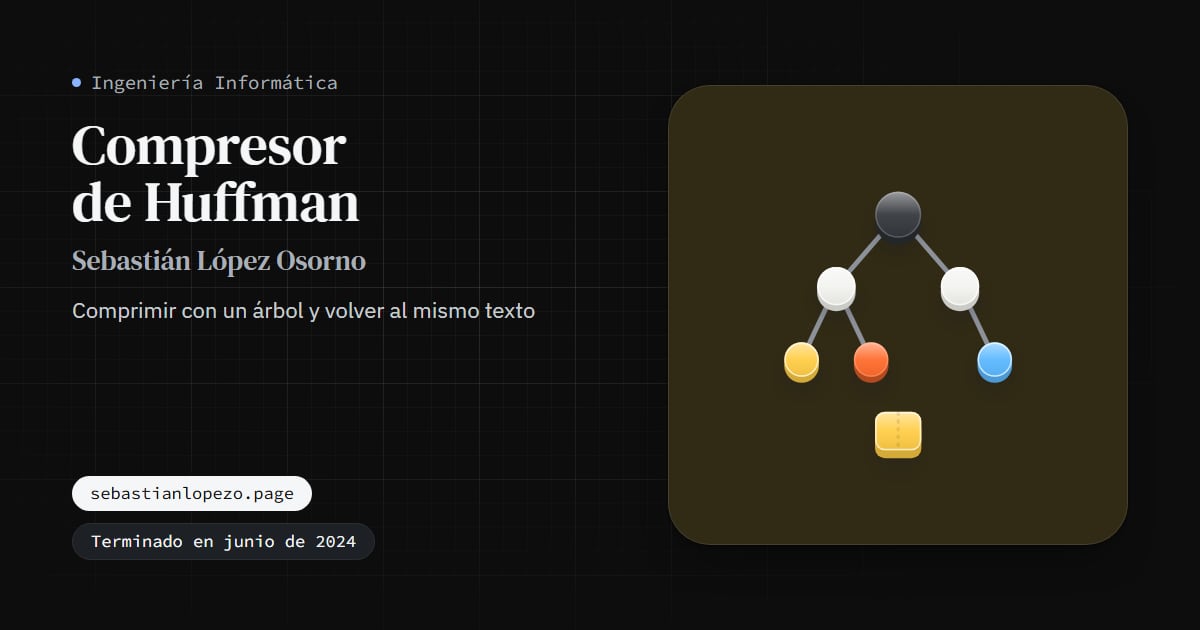 Ingeniería Informática
Compresor
de Huffman
Sebastián López Osorno
Comprimir con un árbol y volver al mismo texto
sebastianlopezo.page
Terminado en junio de 2024